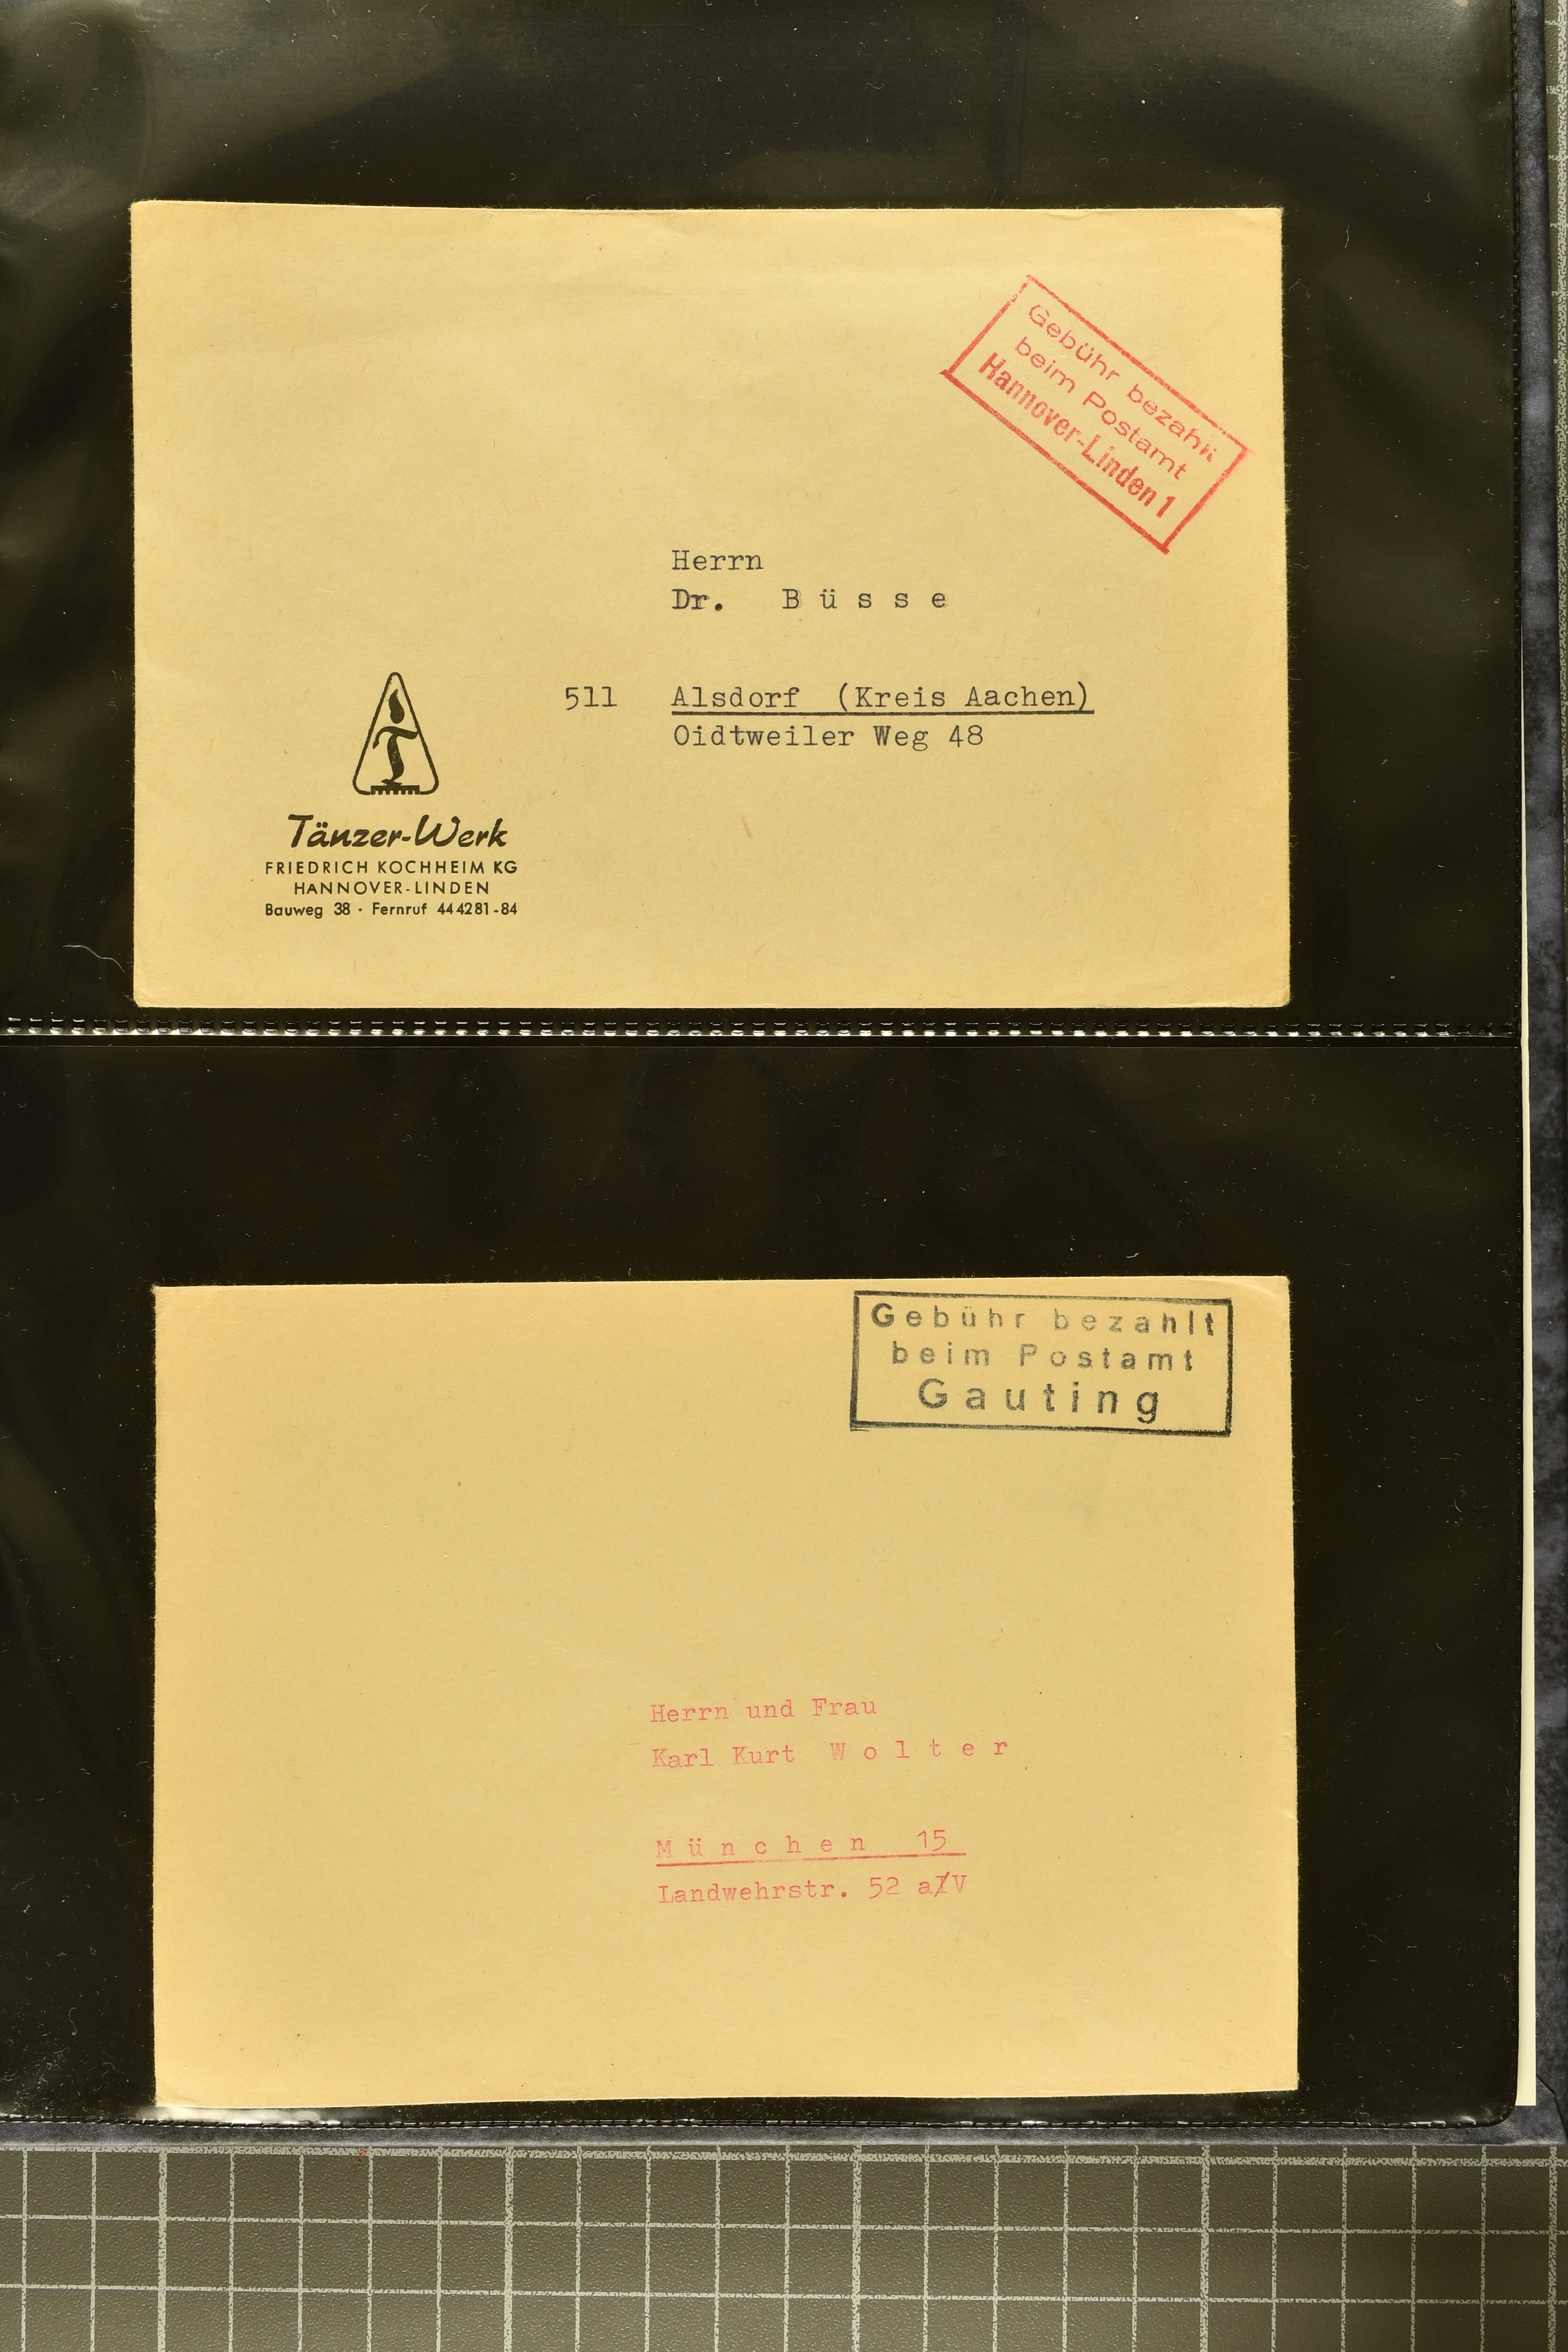 Gebühr bezahlt
beim Postamt
Hannover-Linden 1
Herrn
Dr. Büsse
511 Alsdorf (Kreis Aachen)
Oidtweiler Weg 48
Tänzer-Werk
FRIEDRICH KOCHHEIM KG
HANNOVER-LINDEN
Bauweg 38 · Fernruf 444281-84
Gebühr bezahlt
beim Postamt
Gauting
Herrn und Frau
Karl Kurt Wolter
München 15
Landwehrstr. 52 a/IV